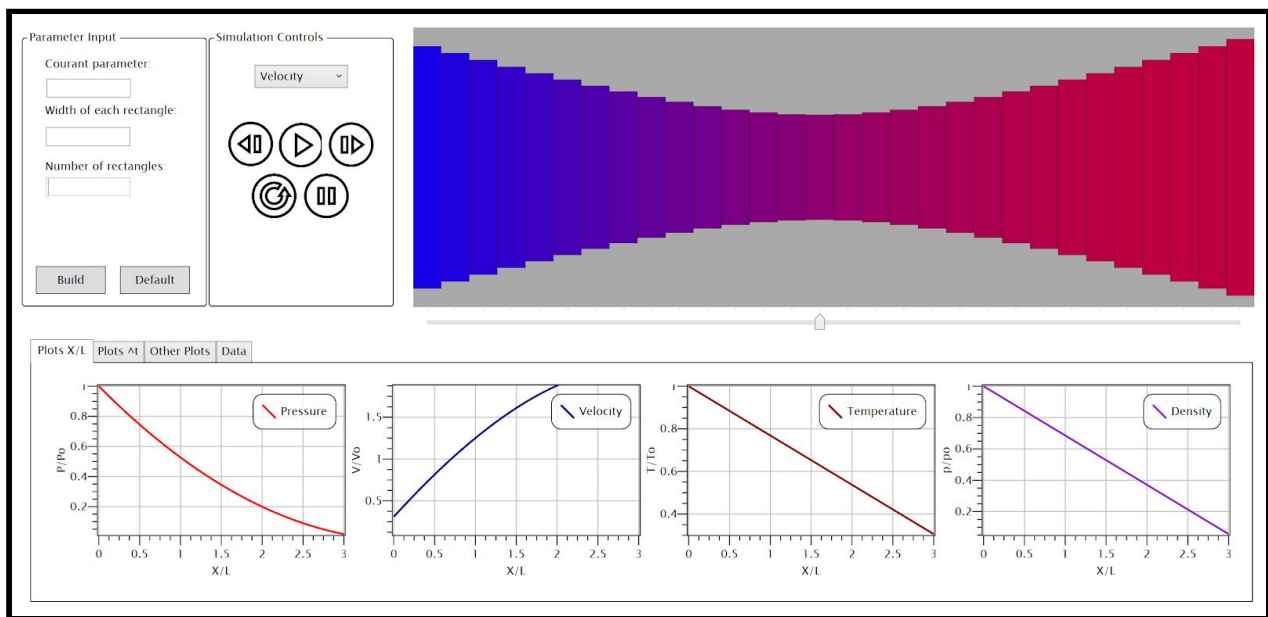 Parameter Input
Courant parameter:
Width of each rectangle:
Number of rectangles:
Build Default
Simulation Controls
Velocity
Plots X/L Plots ^t Other Plots Data
P/Po
1
0.8
0.6
0.4
0.2
Pressure
0 0.5 1 1.5 2 2.5 3
X/L
V/Vo
1.5
1
0.5
Velocity
0 0.5 1 1.5 2 2.5 3
X/L
T/To
1
0.8
0.6
0.4
Temperature
0 0.5 1 1.5 2 2.5 3
X/L
p/po
1
0.8
0.6
0.4
0.2
Density
0 0.5 1 1.5 2 2.5 3
X/L